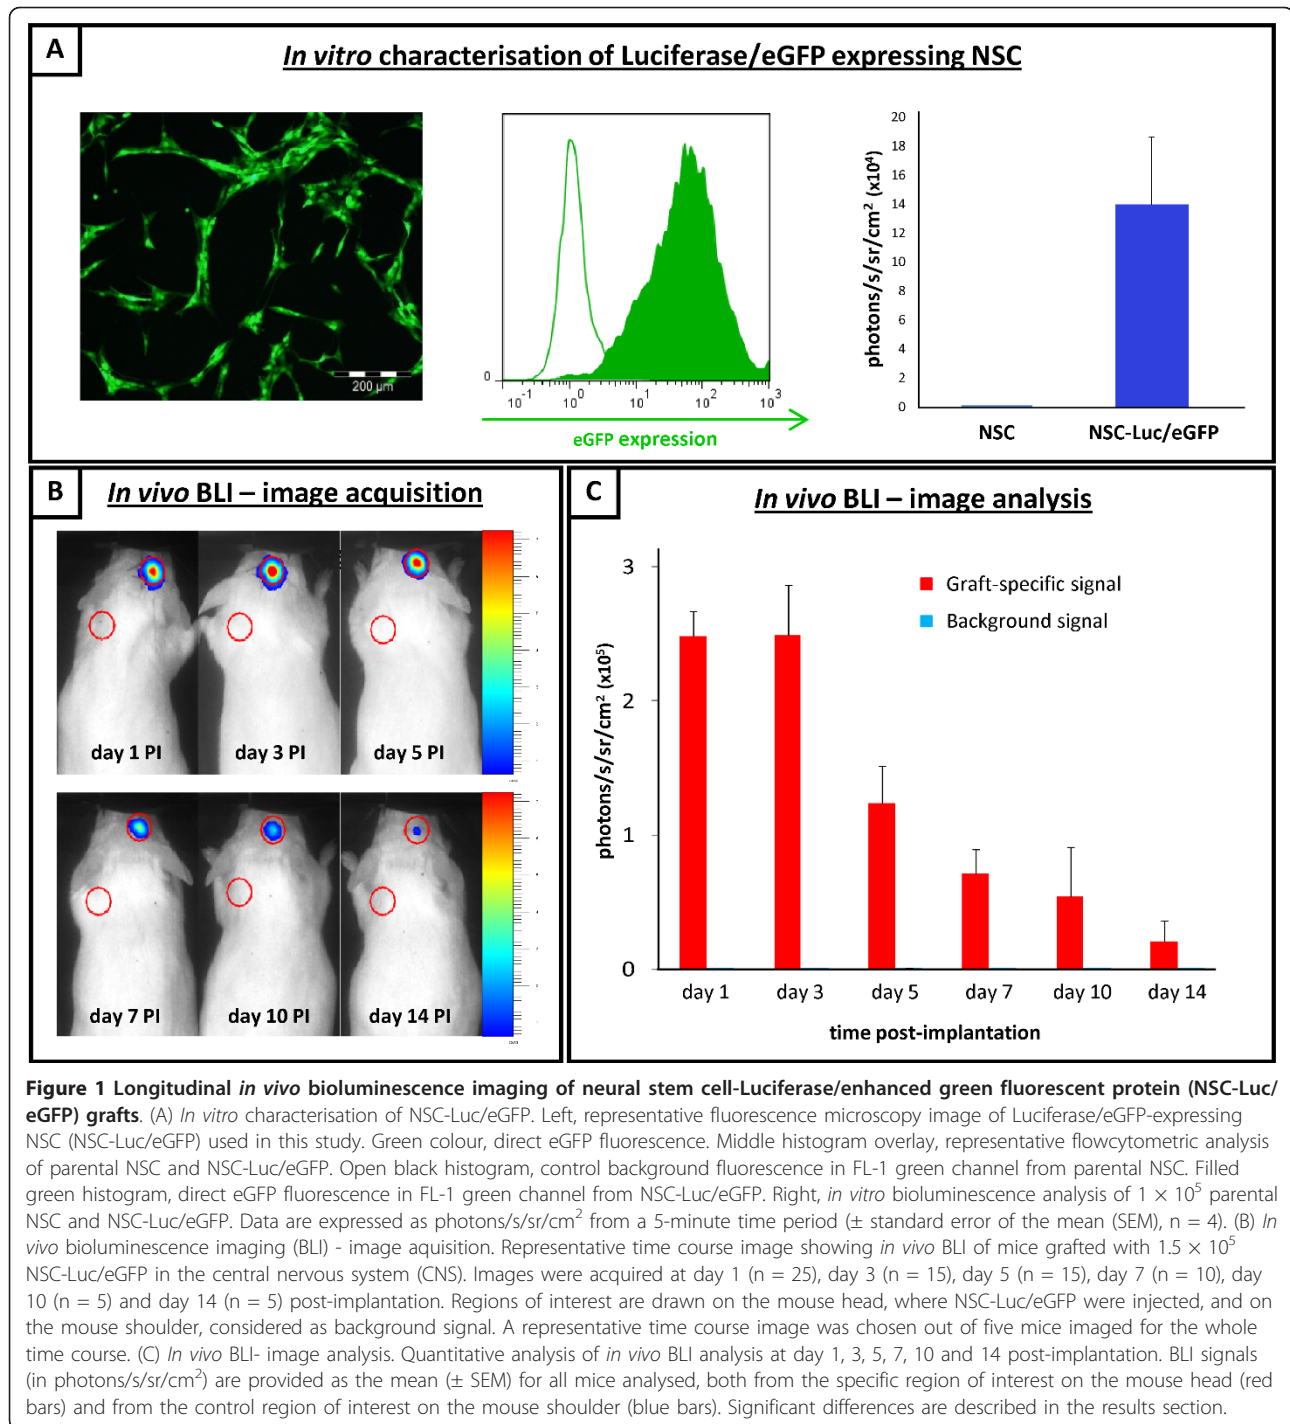 A
In vitro characterisation of Luciferase/eGFP expressing NSC
200 µm
0
10⁻¹ 10⁰ 10¹ 10² 10³
eGFP expression
photons/s/sr/cm² (x10⁴)
20
18
16
14
12
10
8
6
4
2
0
NSC NSC-Luc/eGFP
B
In vivo BLI – image acquisition
day 1 PI day 3 PI day 5 PI
day 7 PI day 10 PI day 14 PI
C
In vivo BLI – image analysis
photons/s/sr/cm² (x10⁵)
3
2
1
0
Graft-specific signal
Background signal
day 1 day 3 day 5 day 7 day 10 day 14
time post-implantation
Figure 1 Longitudinal in vivo bioluminescence imaging of neural stem cell-Luciferase/enhanced green fluorescent protein (NSC-Luc/
eGFP) grafts. (A) In vitro characterisation of NSC-Luc/eGFP. Left, representative fluorescence microscopy image of Luciferase/eGFP-expressing
NSC (NSC-Luc/eGFP) used in this study. Green colour, direct eGFP fluorescence. Middle histogram overlay, representative flowcytometric analysis
of parental NSC and NSC-Luc/eGFP. Open black histogram, control background fluorescence in FL-1 green channel from parental NSC. Filled
green histogram, direct eGFP fluorescence in FL-1 green channel from NSC-Luc/eGFP. Right, in vitro bioluminescence analysis of 1 × 10⁵ parental
NSC and NSC-Luc/eGFP. Data are expressed as photons/s/sr/cm² from a 5-minute time period (± standard error of the mean (SEM), n = 4). (B) In
vivo bioluminescence imaging (BLI) - image aquisition. Representative time course image showing in vivo BLI of mice grafted with 1.5 × 10⁵
NSC-Luc/eGFP in the central nervous system (CNS). Images were acquired at day 1 (n = 25), day 3 (n = 15), day 5 (n = 15), day 7 (n = 10), day
10 (n = 5) and day 14 (n = 5) post-implantation. Regions of interest are drawn on the mouse head, where NSC-Luc/eGFP were injected, and on
the mouse shoulder, considered as background signal. A representative time course image was chosen out of five mice imaged for the whole
time course. (C) In vivo BLI- image analysis. Quantitative analysis of in vivo BLI analysis at day 1, 3, 5, 7, 10 and 14 post-implantation. BLI signals
(in photons/s/sr/cm²) are provided as the mean (± SEM) for all mice analysed, both from the specific region of interest on the mouse head (red
bars) and from the control region of interest on the mouse shoulder (blue bars). Significant differences are described in the results section.